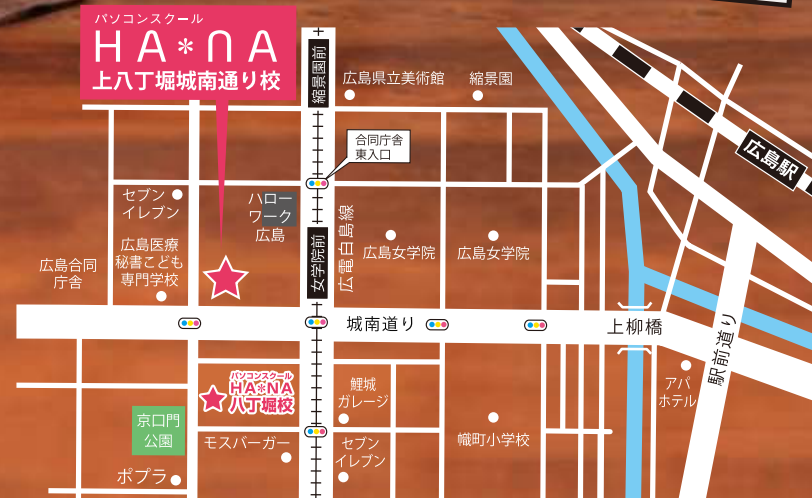 パソコンスクール
HA*NA
上八丁堀城南通り校
縮景園前
広島県立美術館
縮景園
合同庁舎
東入口
広島駅
セブン
イレブン
ハロー
ワーク
広島
広島医療
秘書こども
専門学校
広島合同
庁舎
女学院前
広電白島線
広島女学院
広島女学院
城南道り
上柳橋
駅前道り
パソコンスクール
HA*NA
八丁堀校
鯉城
ガレージ
アパ
ホテル
京口門
公園
モスバーガー
セブン
イレブン
幟町小学校
ポプラ